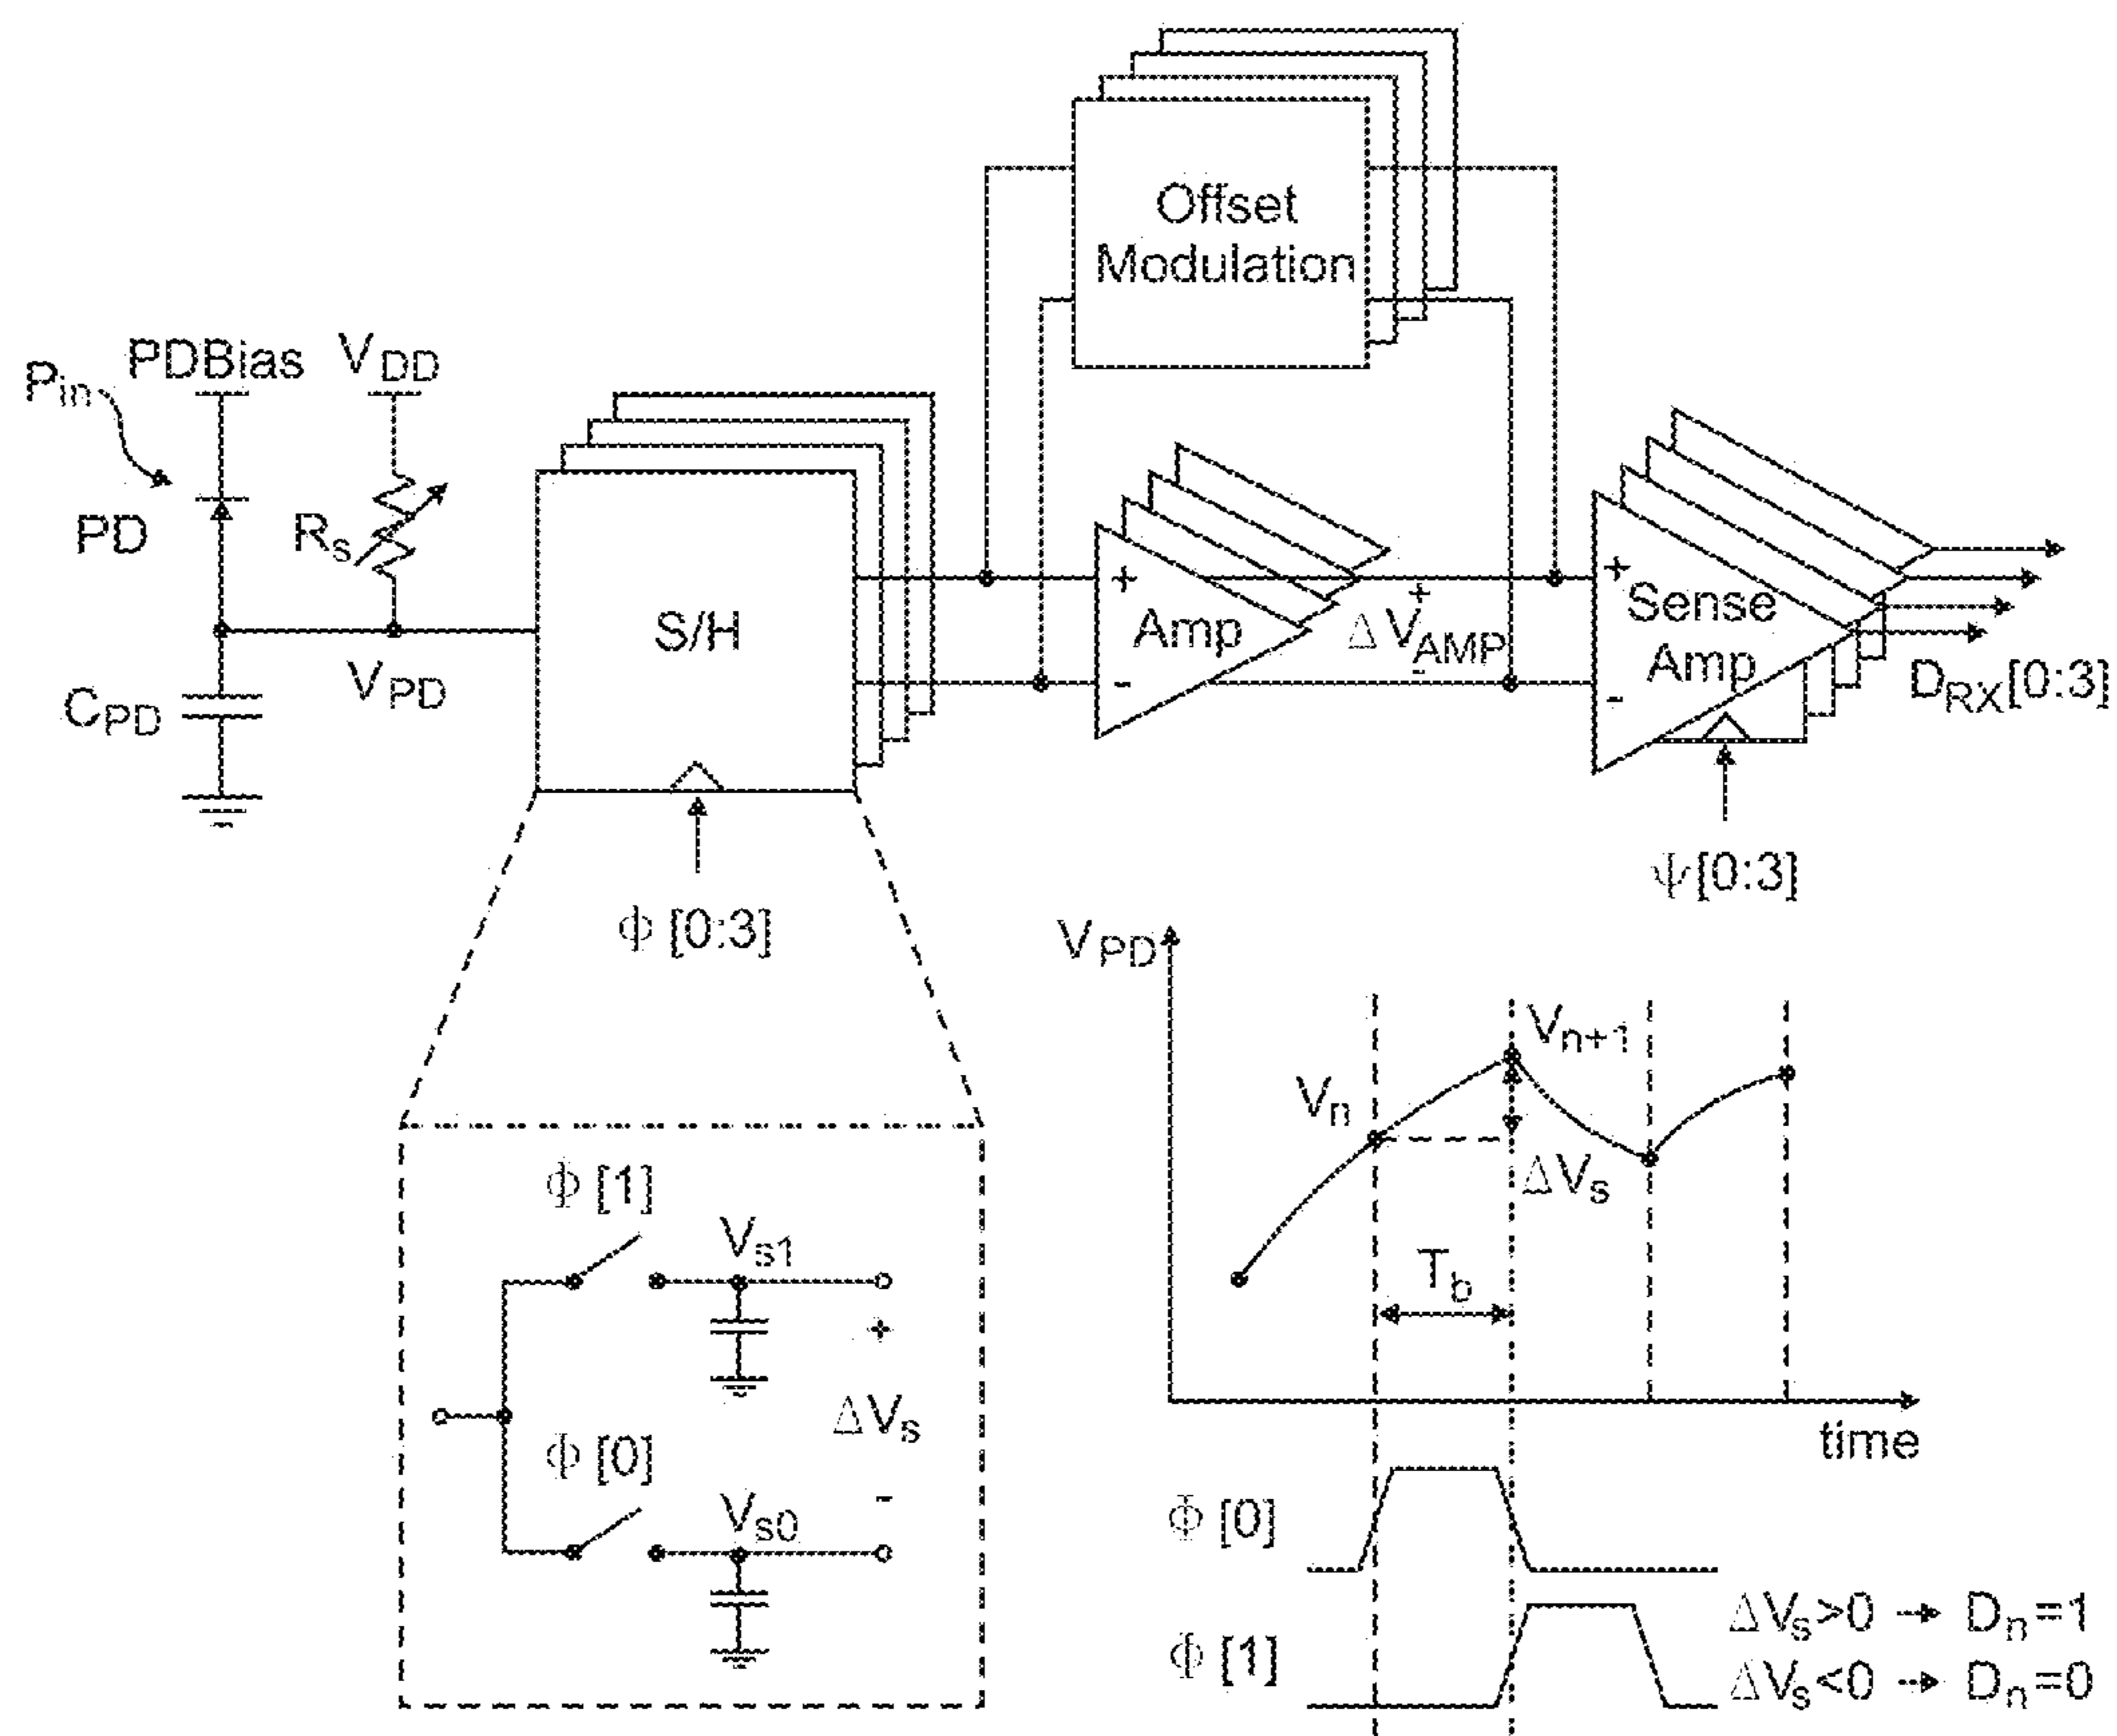 Offset
Modulation
P_in
PDBias
V_DD
PD
R_s
S/H
+
Amp
-
+
ΔV_AMP
-
+
Sense
Amp
-
V_PD
C_PD
D_RX[0:3]
Φ [0:3]
Ψ[0:3]
V_PD
V_n+1
V_n
ΔV_s
T_b
time
Φ [1]
V_s1
+
ΔV_s
Φ [0]
-
V_s0
Φ [0]
Φ [1]
ΔV_s>0 → D_n=1
ΔV_s<0 → D_n=0